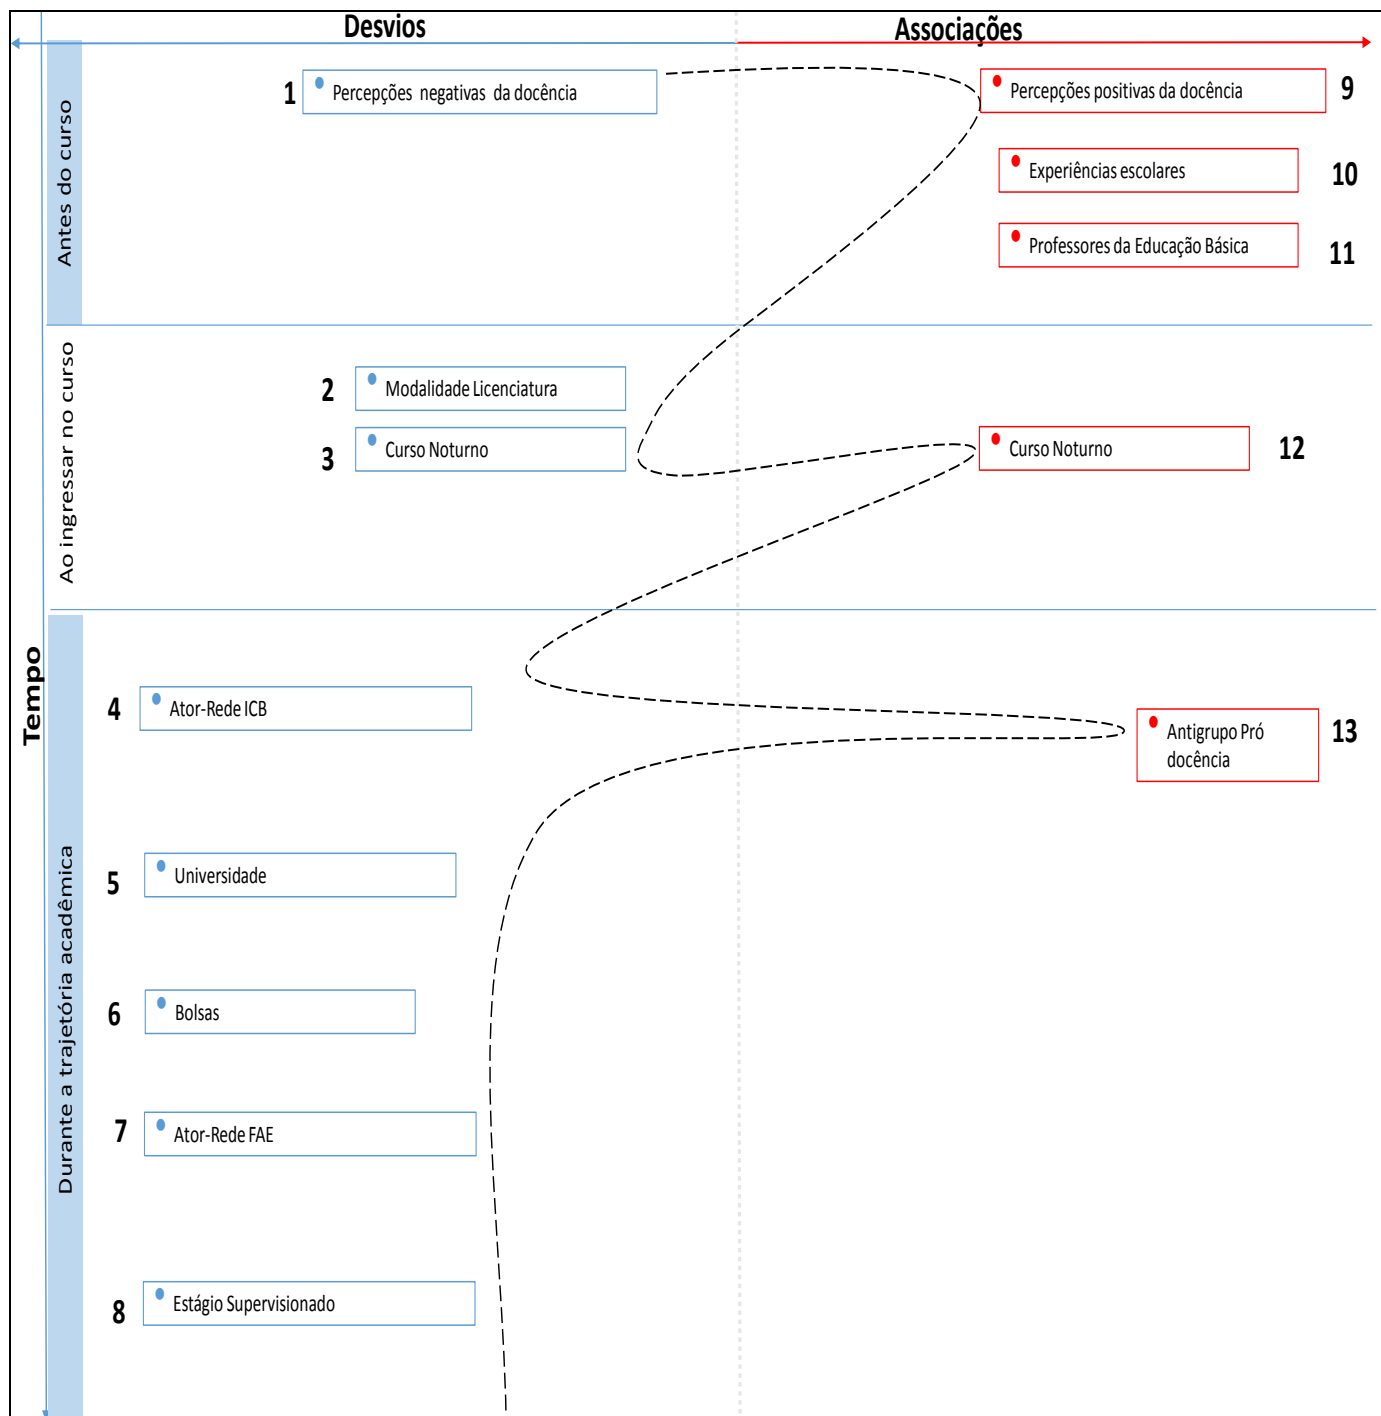 Desvios
Associações
Tempo
Antes do curso
1
Percepções negativas da docência
Percepções positivas da docência
9
Experiências escolares
10
Professores da Educação Básica
11
Ao ingressar no curso
2
Modalidade Licenciatura
3
Curso Noturno
Curso Noturno
12
Durante a trajetória acadêmica
4
Ator-Rede ICB
Antigrupo Pró
docência
13
5
Universidade
6
Bolsas
7
Ator-Rede FAE
8
Estágio Supervisionado